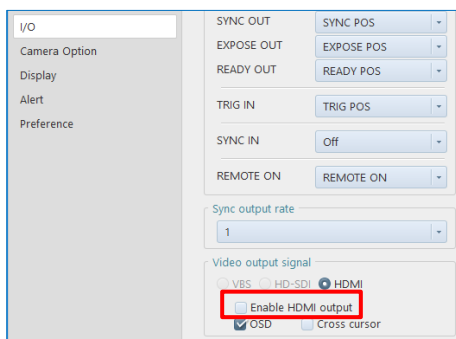 I/O
Camera Option
Display
Alert
Preference
SYNC OUT SYNC POS
EXPOSE OUT EXPOSE POS
READY OUT READY POS
TRIG IN TRIG POS
SYNC IN Off
REMOTE ON REMOTE ON
Sync output rate
1
Video output signal
VBS HD-SDI HDMI
Enable HDMI output
OSD Cross cursor